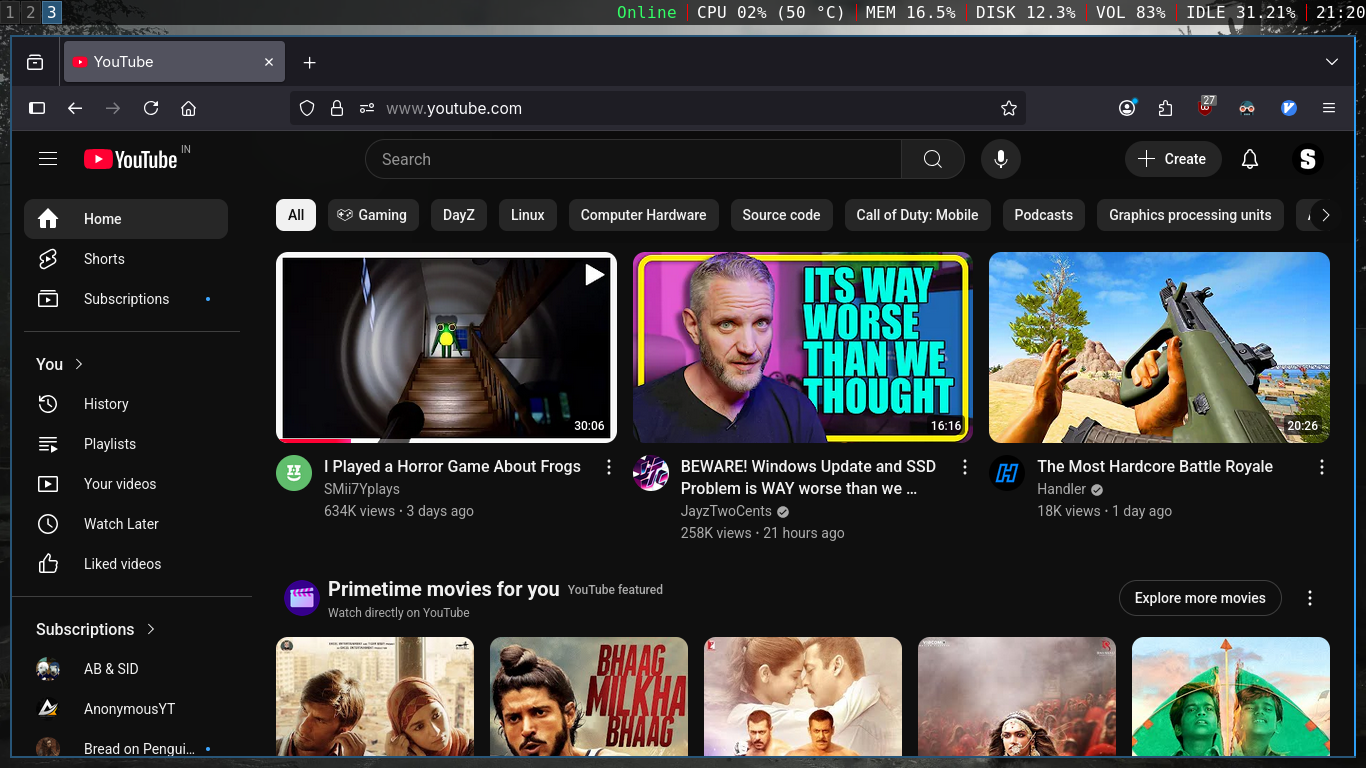 1 2 3 Online CPU 02% (50 °C) MEM 16.5% DISK 12.3% VOL 83% IDLE 31.21% 21:20
YouTube
www.youtube.com
27
YouTube IN
Search
Create
S
Home
Shorts
Subscriptions
You
History
Playlists
Your videos
Watch Later
Liked videos
Subscriptions
AB & SID
AnonymousYT
Bread on Pengui...
All Gaming DayZ Linux Computer Hardware Source code Call of Duty: Mobile Podcasts Graphics processing units
30:06
I Played a Horror Game About Frogs
SMii7Yplays
634K views · 3 days ago
ITS WAY
WORSE
THAN WE
THOUGHT
16:16
BEWARE! Windows Update and SSD
Problem is WAY worse than we ...
JayzTwoCents
258K views · 21 hours ago
20:26
The Most Hardcore Battle Royale
Handler
18K views · 1 day ago
Primetime movies for you YouTube featured
Watch directly on YouTube
Explore more movies
BHAAG
MILKHA
BHAAG